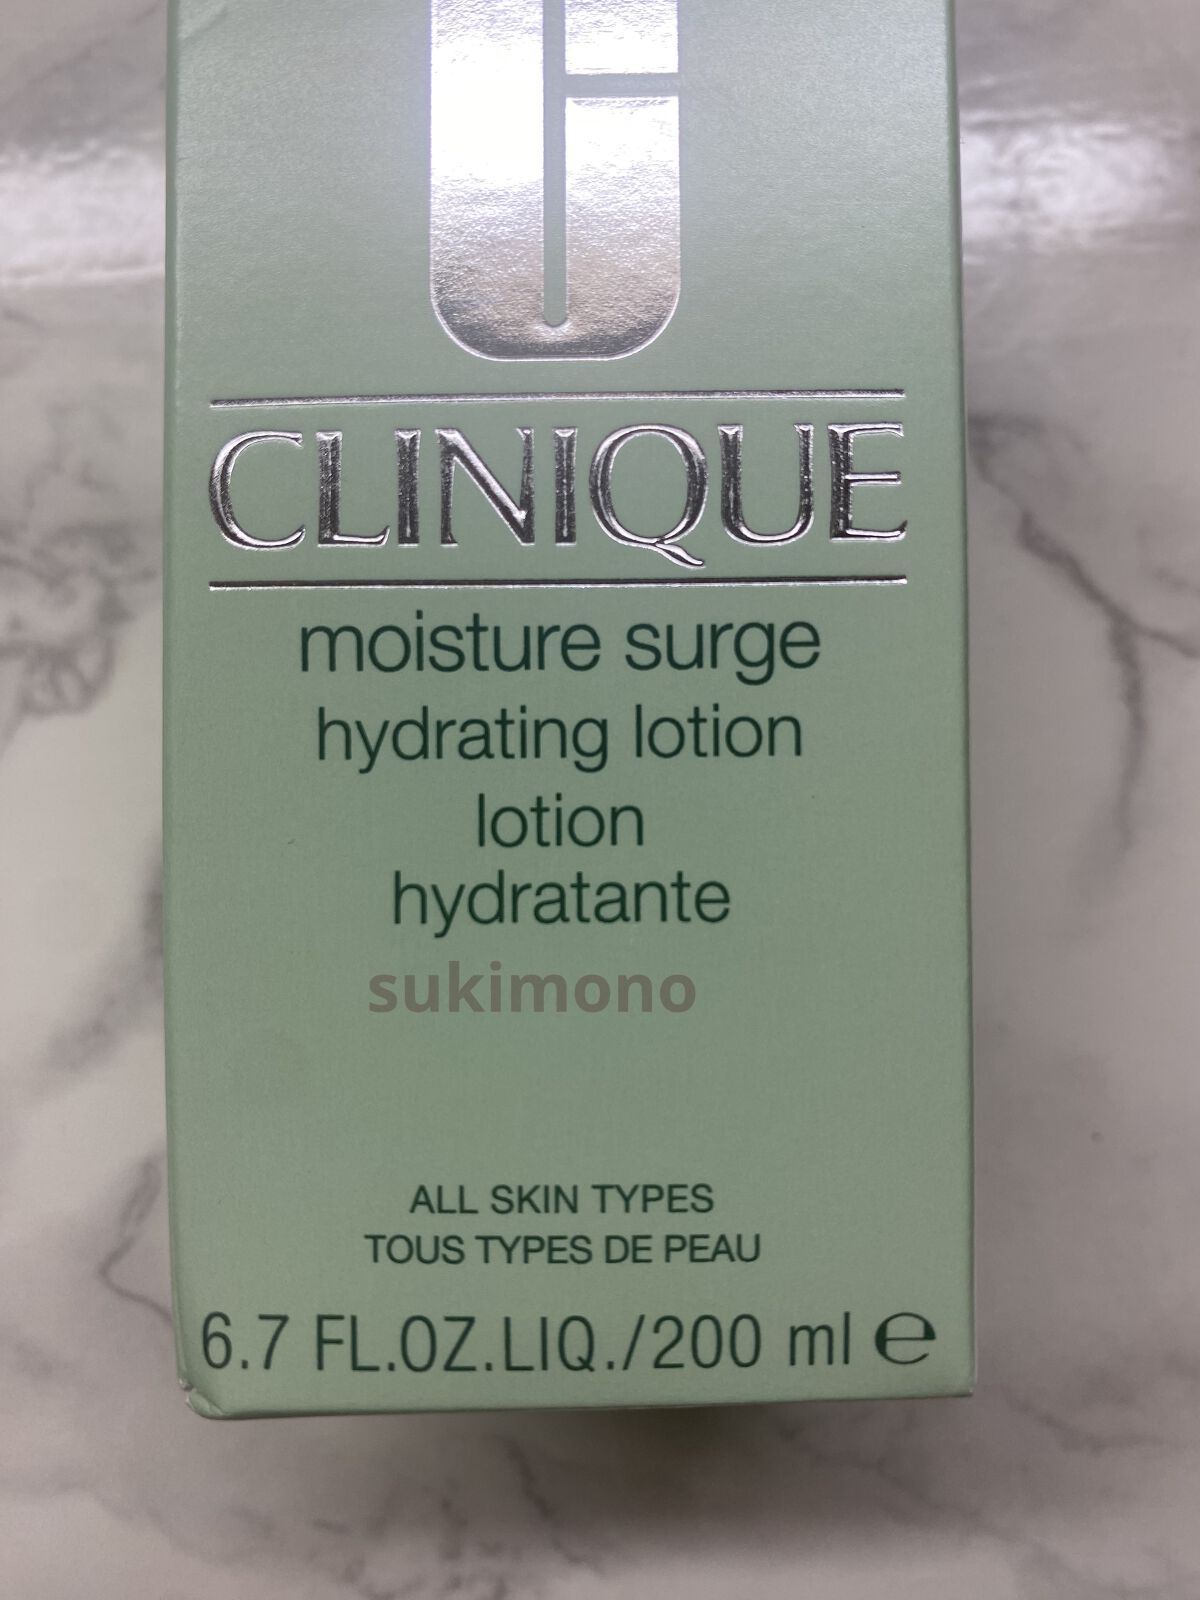 CLINIQUE
moisture surge
hydrating lotion
lotion
hydratante
sukimono
ALL SKIN TYPES
TOUS TYPES DE PEAU
6.7 FL.OZ.LIQ./200 ml ℮